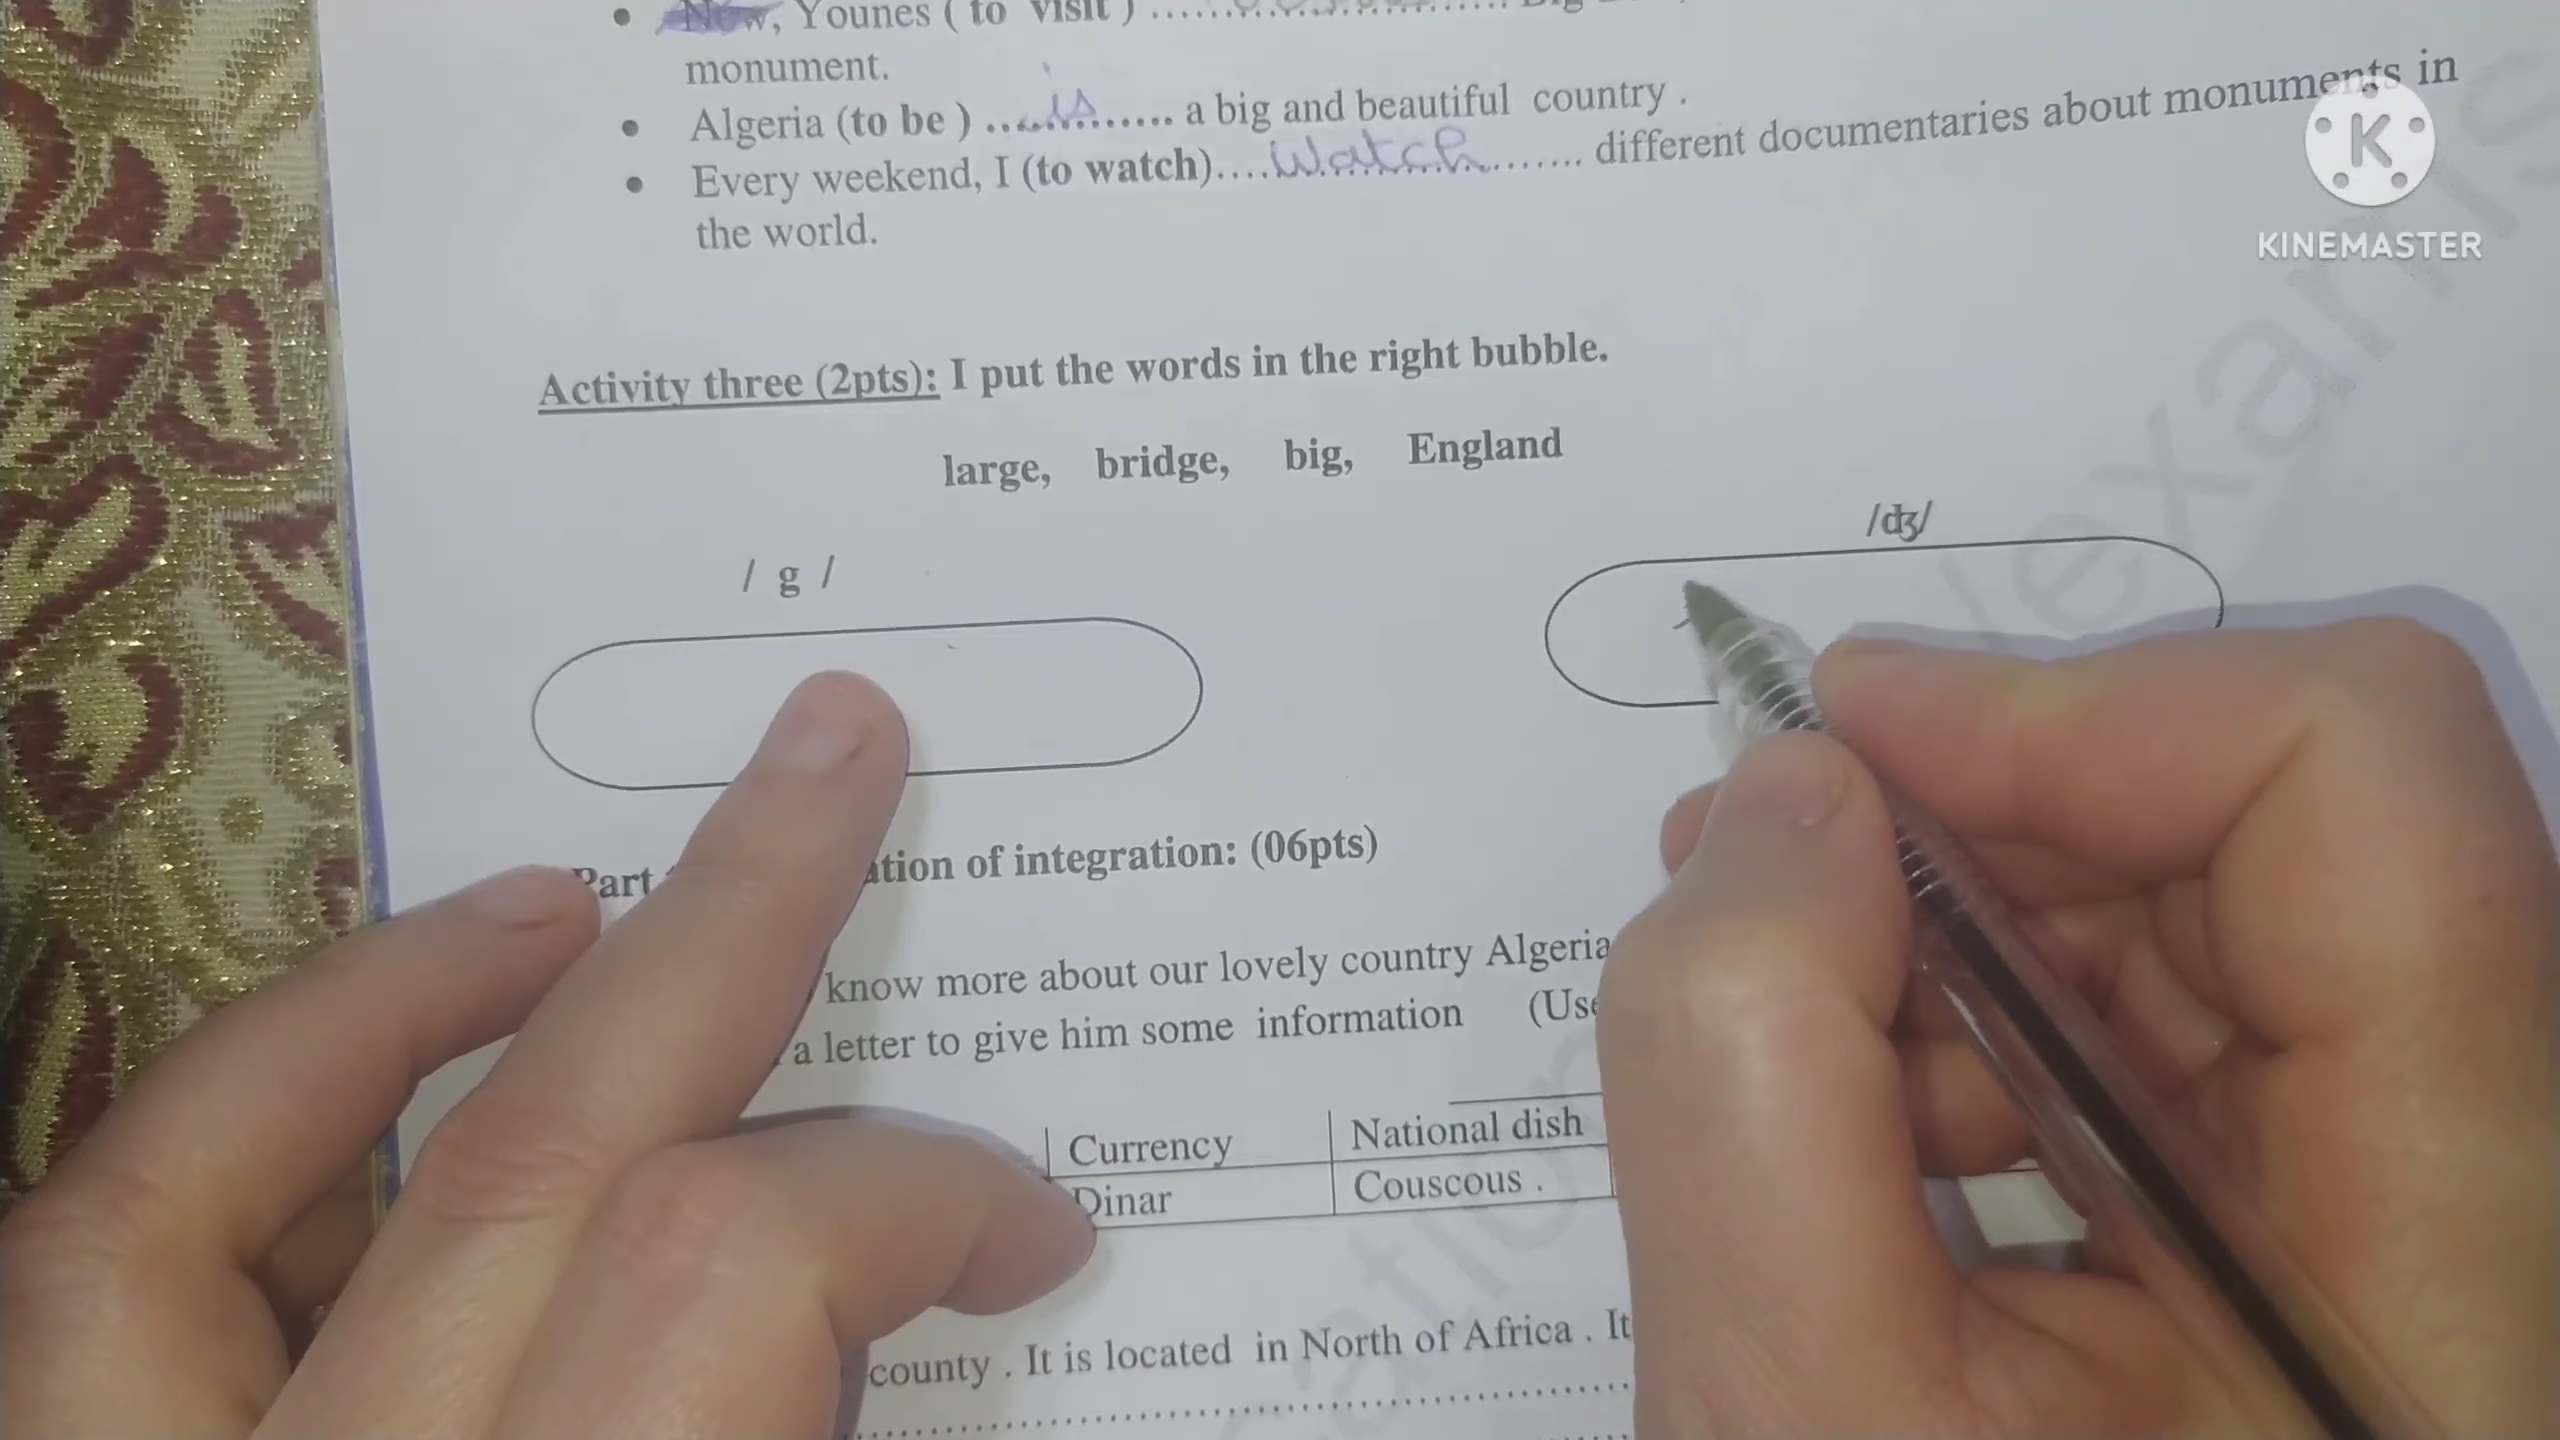 Now, Younes ( to visit )
monument.
Algeria (to be ) ....is........ a big and beautiful country .
Every weekend, I (to watch)....watch........ different documentaries about monuments in
the world.
KINEMASTER
Activity three (2pts): I put the words in the right bubble.
large, bridge, big, England
/ g / /ʤ/
Part ation of integration: (06pts)
know more about our lovely country Algeria
a letter to give him some information (Use
Currency National dish
Dinar Couscous .
county . It is located in North of Africa . It